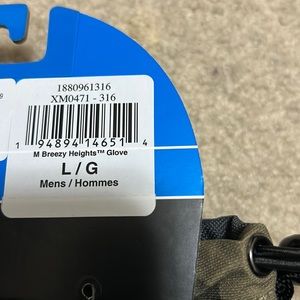 1880961316
XM0471 - 316
1 94894 14651 4
M Breezy Heights™ Glove
L / G
Mens / Hommes